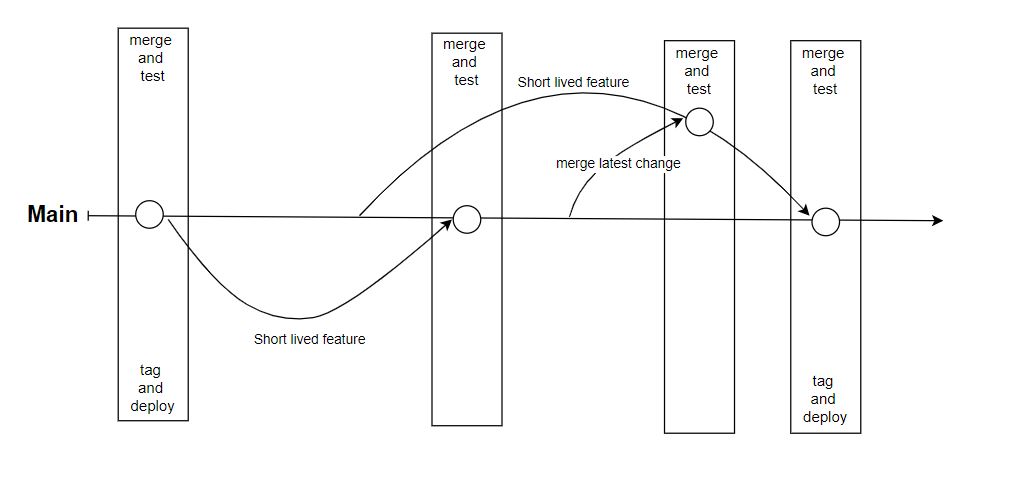 merge
and
test
merge
and
test
merge
and
test
merge
and
test
Short lived feature
merge latest change
Main
Short lived feature
tag
and
deploy
tag
and
deploy